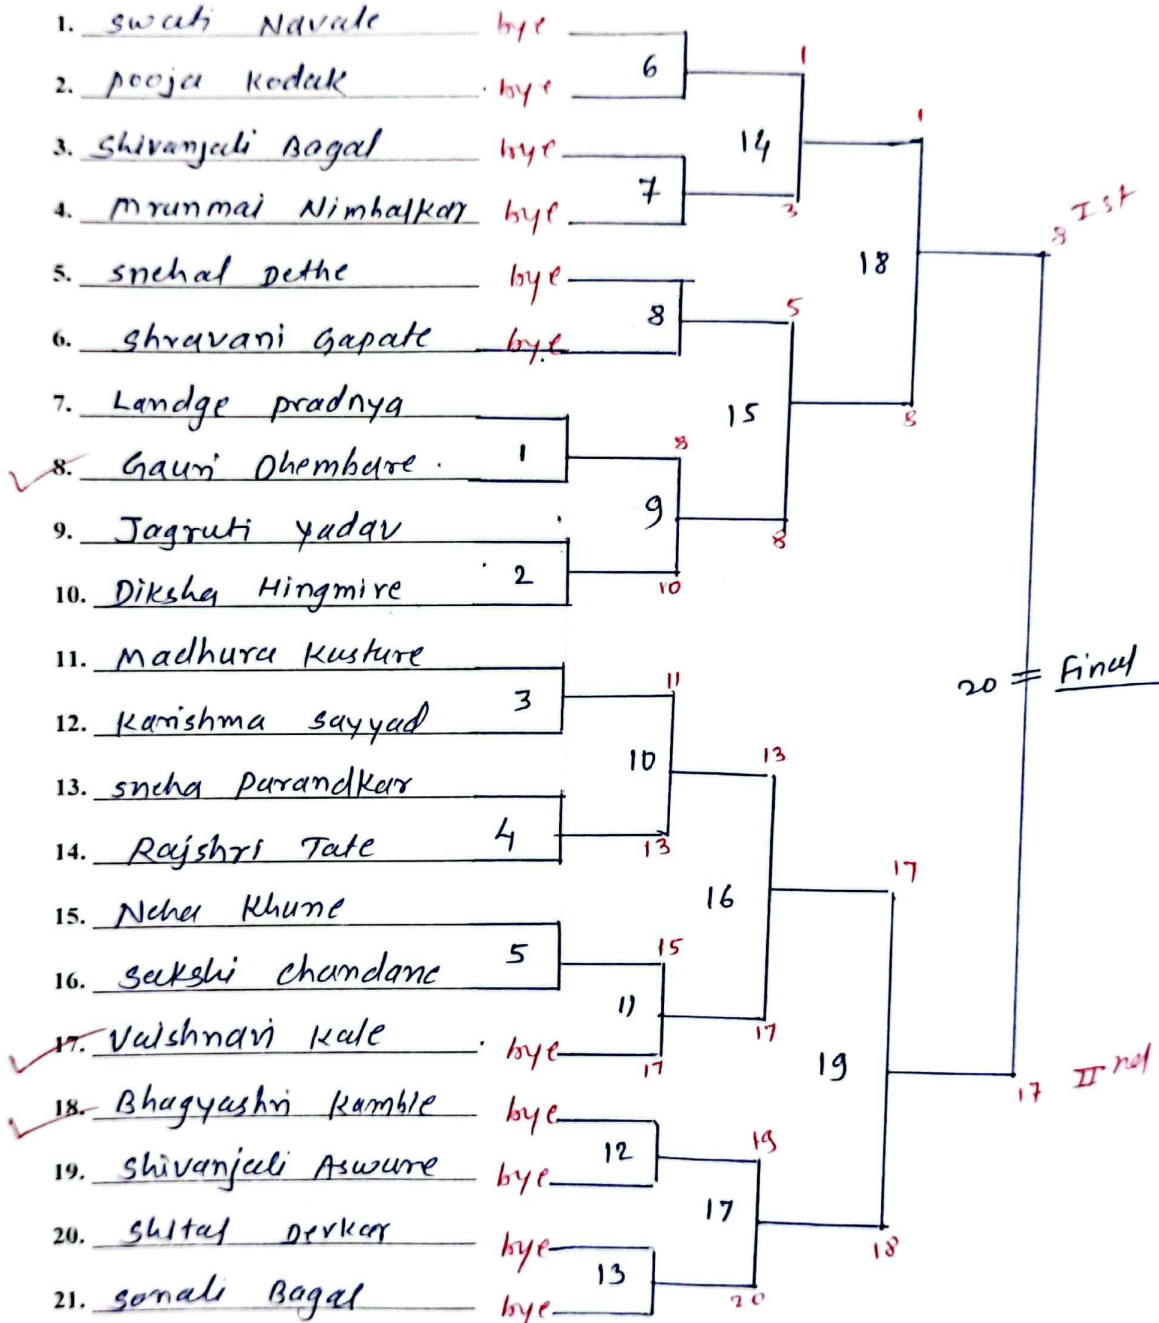 1. Swati Navale bye
6
1
2. Pooja Kodak bye
14
1
3. Shivanjali Bagal bye
7
4. Mrunmai Nimbalkar bye
3
8 Ist
5. Snehal Dethe bye
18
8
5
6. Shravani Gapate bye
7. Landge Pradnya
15
8
1
8
8. Gauri Dhembare.
9
9. Jagruti Yadav
8
2
10
10. Diksha Hingmire
11. Madhura Kasture
11
20 Final
3
12. Karishma Sayyad
10
13
13. Sneha Parandkar
4
13
14. Rajshri Tate
17
16
15. Neha Khune
5
15
16. Sakshi Chandane
11
17
17. Vaishnavi Kale bye
17
19
17 IInd
18. Bhagyashri Kamble bye
12
19
19. Shivanjali Aswure bye
17
20. Shital Devkar bye
18
13
20
21. Sonali Bagal bye